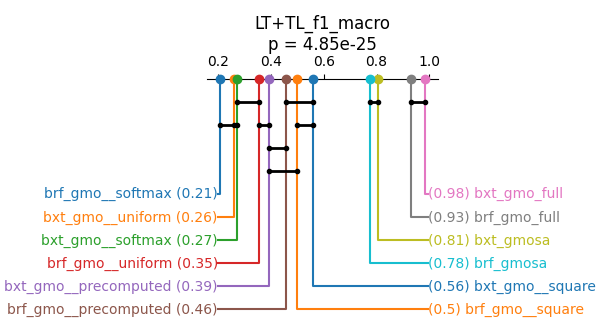 LT+TL_f1_macro
p = 4.85e-25
0.2 0.4 0.6 0.8 1.0
brf_gmo__softmax (0.21) (0.98) bxt_gmo_full
bxt_gmo__uniform (0.26) (0.93) brf_gmo_full
bxt_gmo__softmax (0.27) (0.81) bxt_gmosa
brf_gmo__uniform (0.35) (0.78) brf_gmosa
bxt_gmo__precomputed (0.39) (0.56) bxt_gmo__square
brf_gmo__precomputed (0.46) (0.5) brf_gmo__square